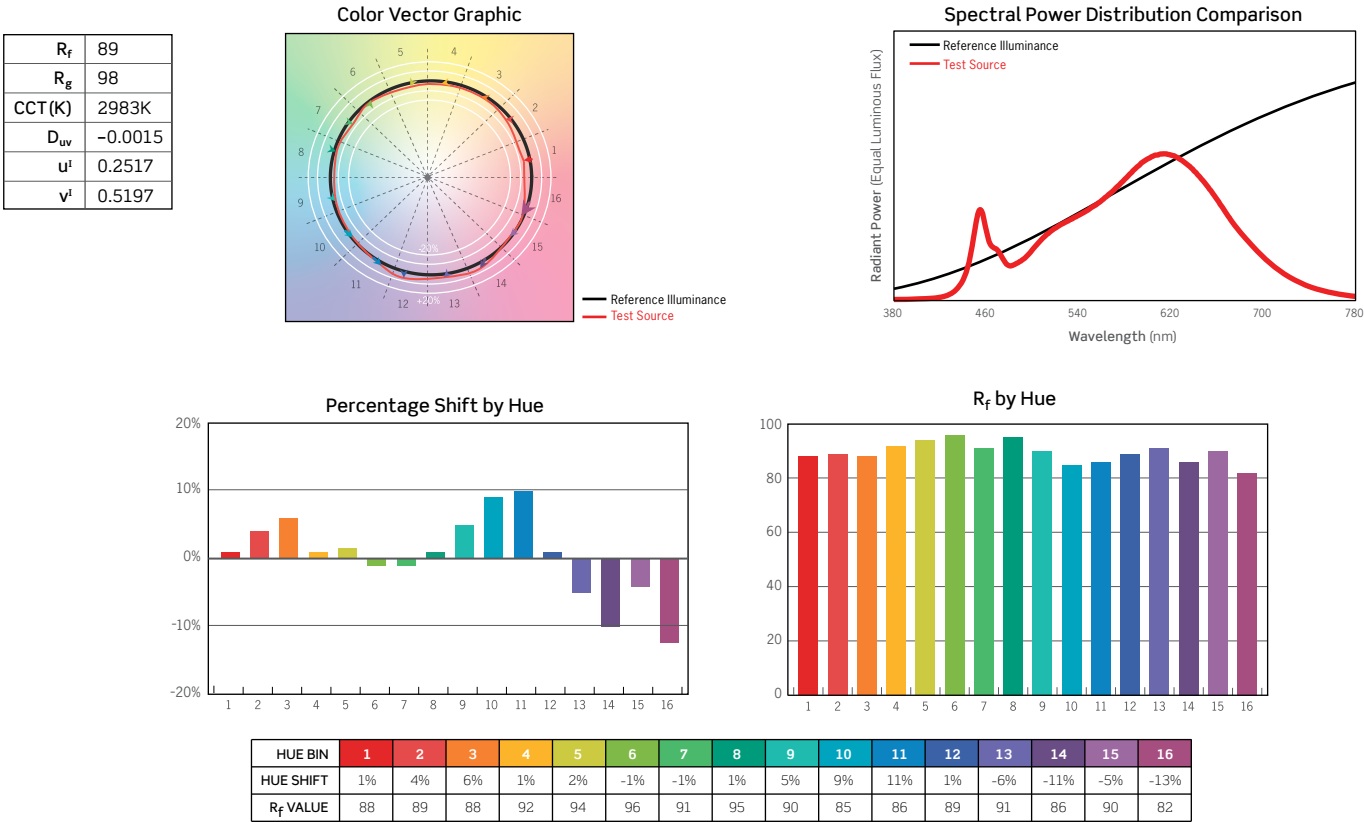 Color Vector Graphic
Spectral Power Distribution Comparison
Rf 89
Rg 98
CCT (K) 2983K
Duv −0.0015
uI 0.2517
vI 0.5197
5 4
6 3
7 2
8 1
9 16
10 15
11 14
12 13
-20%
+20%
Reference Illuminance
Test Source
Radiant Power (Equal Luminous Flux)
Reference Illuminance
Test Source
380 460 540 620 700 780
Wavelength (nm)
Percentage Shift by Hue
20%
10%
0%
-10%
-20%
1 2 3 4 5 6 7 8 9 10 11 12 13 14 15 16
Rf by Hue
100
80
60
40
20
0
1 2 3 4 5 6 7 8 9 10 11 12 13 14 15 16
HUE BIN 1 2 3 4 5 6 7 8 9 10 11 12 13 14 15 16
HUE SHIFT 1% 4% 6% 1% 2% -1% -1% 1% 5% 9% 11% 1% -6% -11% -5% -13%
Rf VALUE 88 89 88 92 94 96 91 95 90 85 86 89 91 86 90 82